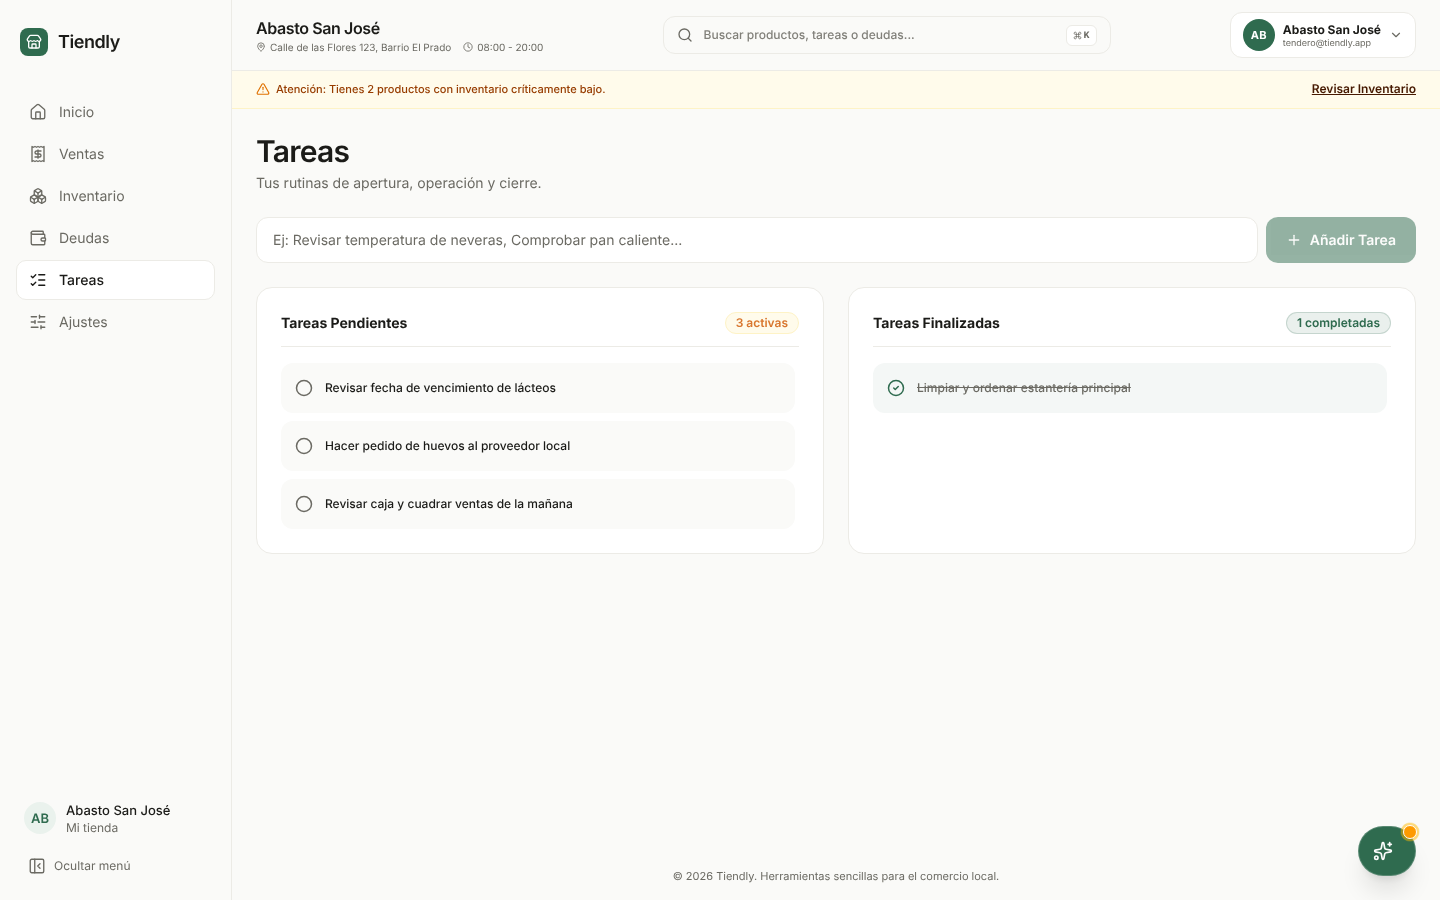 Tiendly
Inicio
Ventas
Inventario
Deudas
Tareas
Ajustes
Abasto San José
Calle de las Flores 123, Barrio El Prado
08:00 - 20:00
Buscar productos, tareas o deudas...
⌘K
AB
Abasto San José
tendero@tiendly.app
Atención: Tienes 2 productos con inventario críticamente bajo.
Revisar Inventario
Tareas
Tus rutinas de apertura, operación y cierre.
Ej: Revisar temperatura de neveras, Comprobar pan caliente...
Añadir Tarea
Tareas Pendientes
3 activas
Revisar fecha de vencimiento de lácteos
Hacer pedido de huevos al proveedor local
Revisar caja y cuadrar ventas de la mañana
Tareas Finalizadas
1 completadas
Limpiar y ordenar estantería principal
AB
Abasto San José
Mi tienda
Ocultar menú
© 2026 Tiendly. Herramientas sencillas para el comercio local.